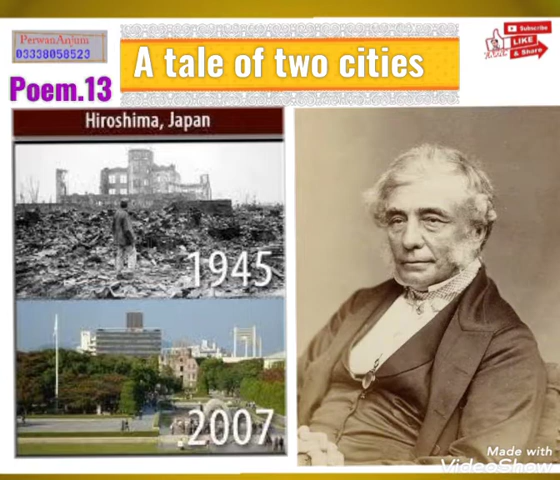 PerwanAnjum
03338058523
A tale of two cities
Subscribe
LIKE
& Share
Poem.13
Hiroshima, Japan
1945
2007
Made with
VideoShow